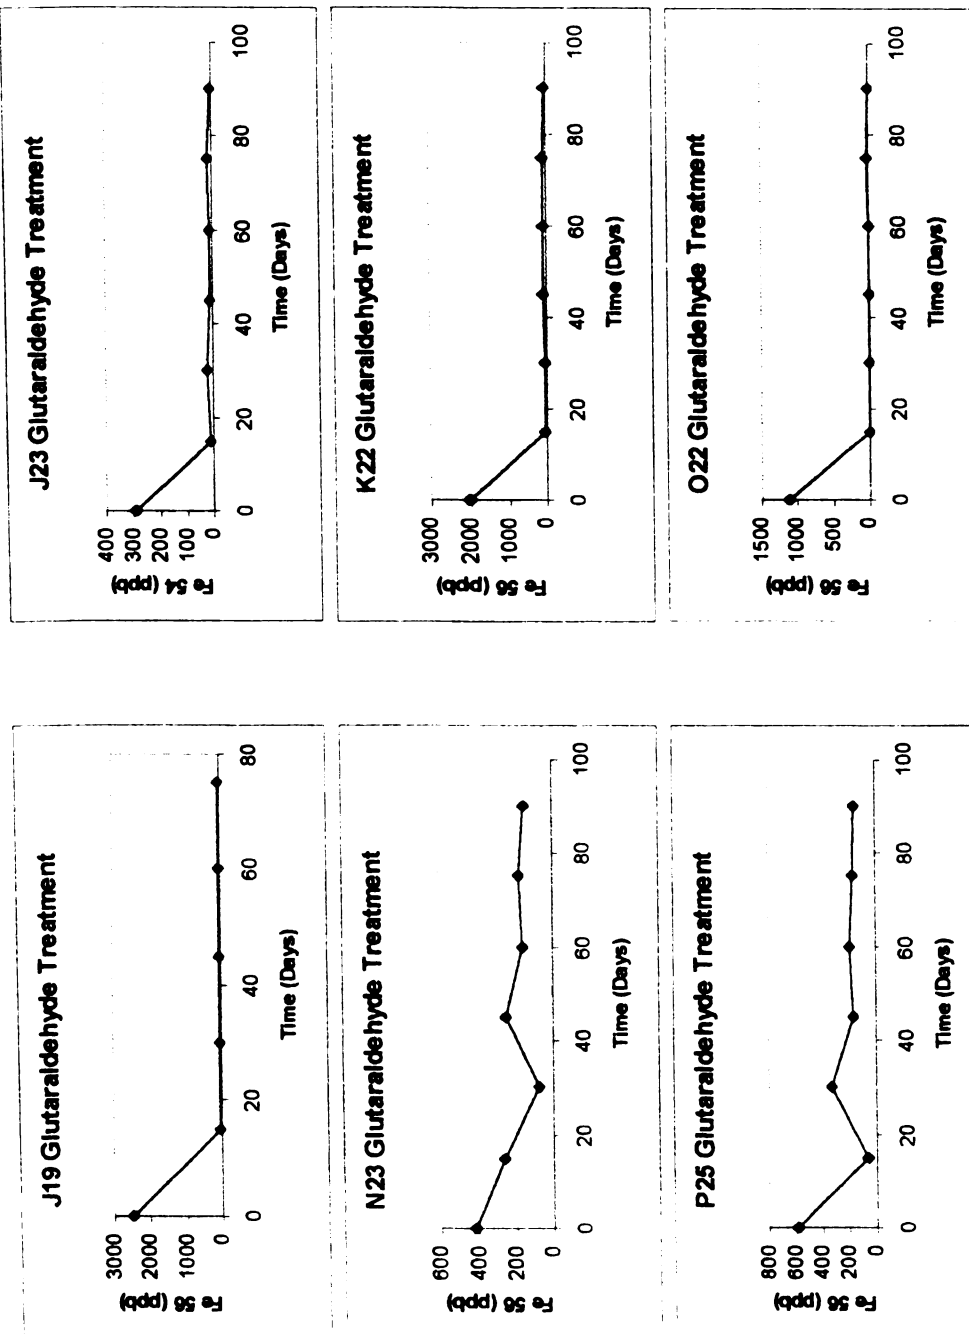 J19 Glutaraldehyde Treatment
Fe 56 (ppb)
3000
2000
1000
0
0 20 40 60 80
Time (Days)
J23 Glutaraldehyde Treatment
Fe 54 (ppb)
400
300
200
100
0
0 20 40 60 80 100
Time (Days)
N23 Glutaraldehyde Treatment
Fe 56 (ppb)
600
400
200
0
0 20 40 60 80 100
Time (Days)
K22 Glutaraldehyde Treatment
Fe 56 (ppb)
3000
2000
1000
0
0 20 40 60 80 100
Time (Days)
P25 Glutaraldehyde Treatment
Fe 56 (ppb)
800
600
400
200
0
0 20 40 60 80 100
Time (Days)
O22 Glutaraldehyde Treatment
Fe 56 (ppb)
1500
1000
500
0
0 20 40 60 80 100
Time (Days)